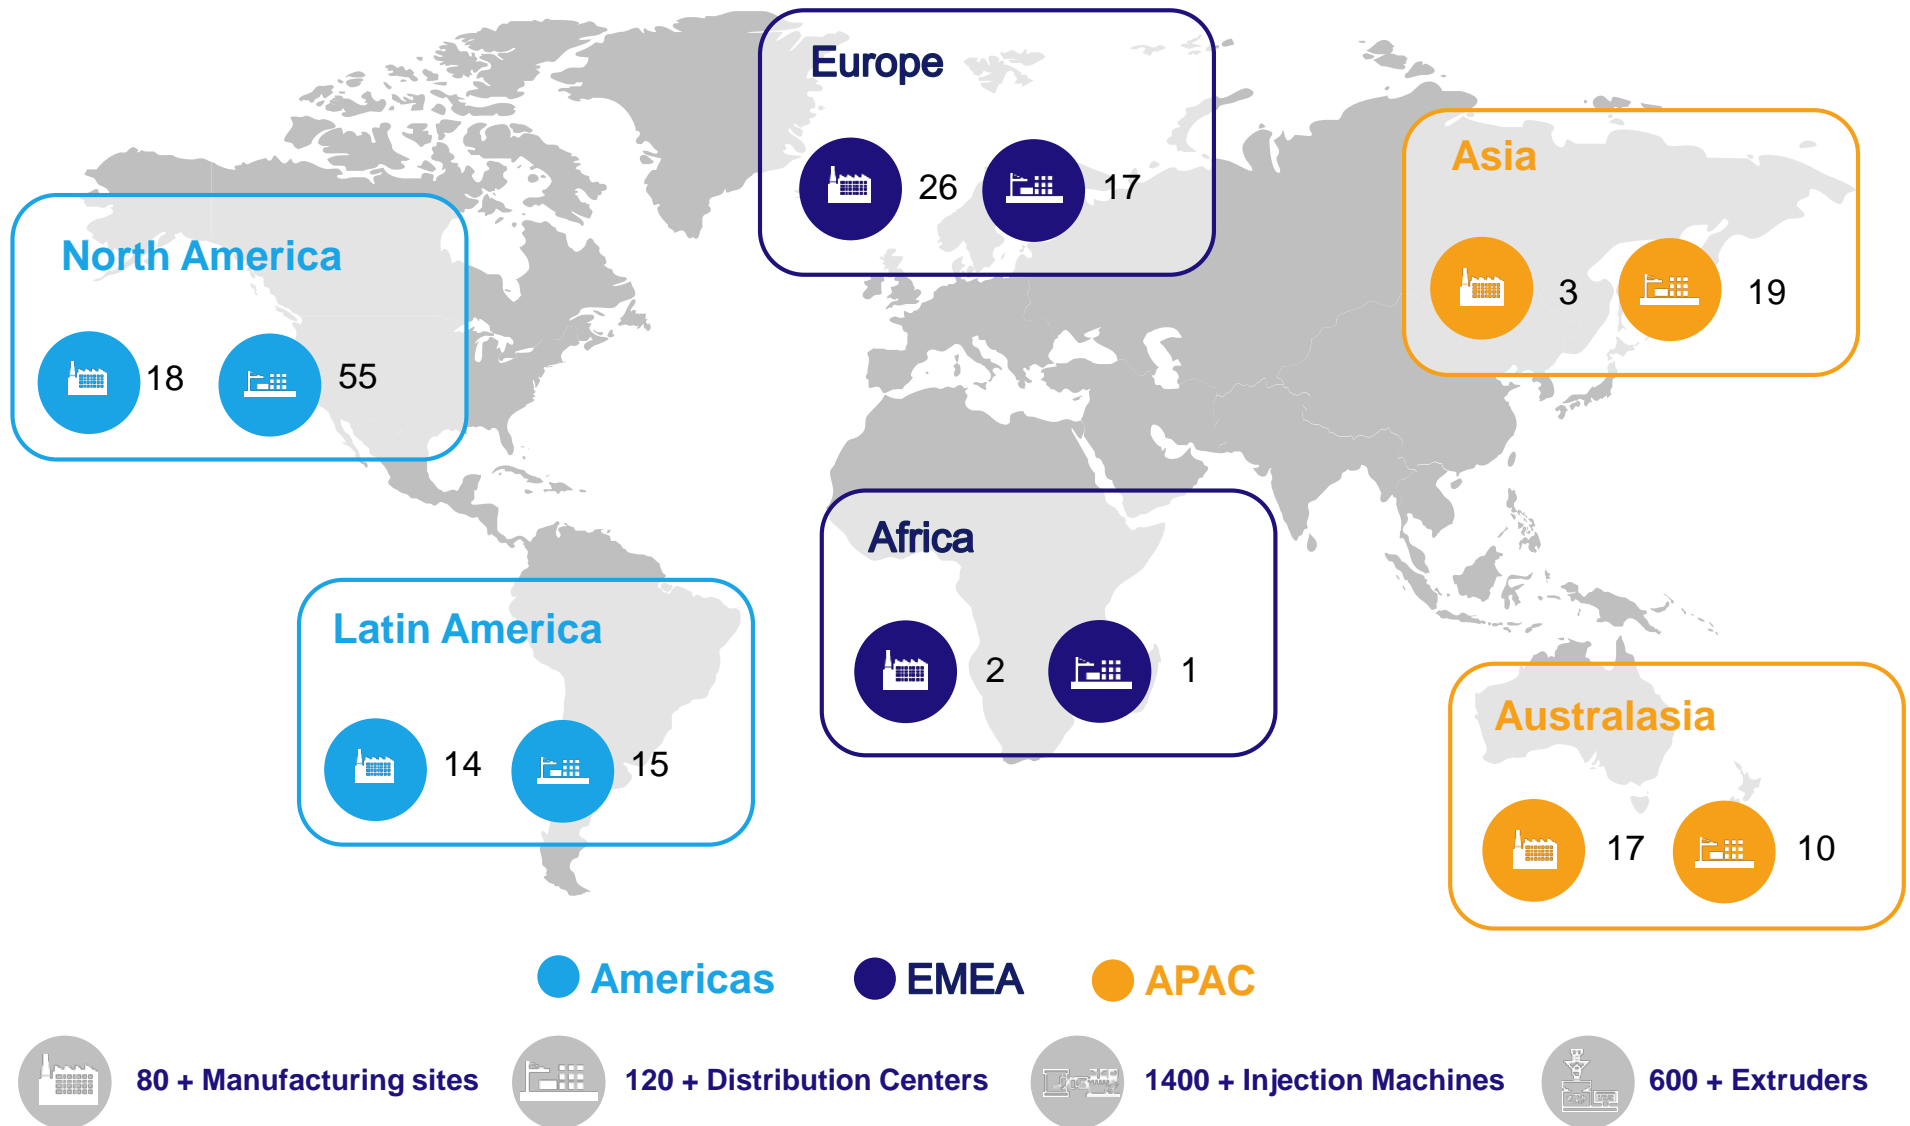 Europe
26
17
Asia
3
19
North America
18
55
Africa
2
1
Latin America
14
15
Australasia
17
10
Americas
EMEA
APAC
80 + Manufacturing sites
120 + Distribution Centers
1400 + Injection Machines
600 + Extruders